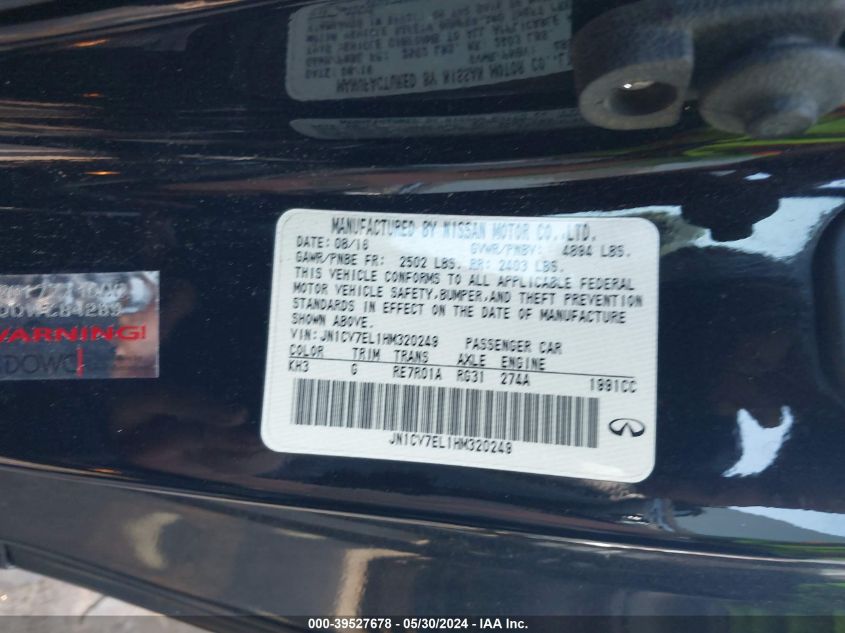 MANUFACTURED BY NISSAN MOTOR CO.,LTD.
DATE: 08/16 GVWR/PNBV: 4894 LBS.
GAWR/PNBE FR: 2502 LBS. RR: 2403 LBS.
THIS VEHICLE CONFORMS TO ALL APPLICABLE FEDERAL
MOTOR VEHICLE SAFETY,BUMPER,AND THEFT PREVENTION
STANDARDS IN EFFECT ON THE DATE OF MANUFACTURE
SHOWN ABOVE.
VIN: JN1CV7EL1HM320249 PASSENGER CAR
COLOR TRIM TRANS AXLE ENGINE
KH3 G RE7R01A RG31 274A 1991CC
JN1CV7EL1HM320249
WARNING!
000-39527678 - 05/30/2024 - IAA Inc.